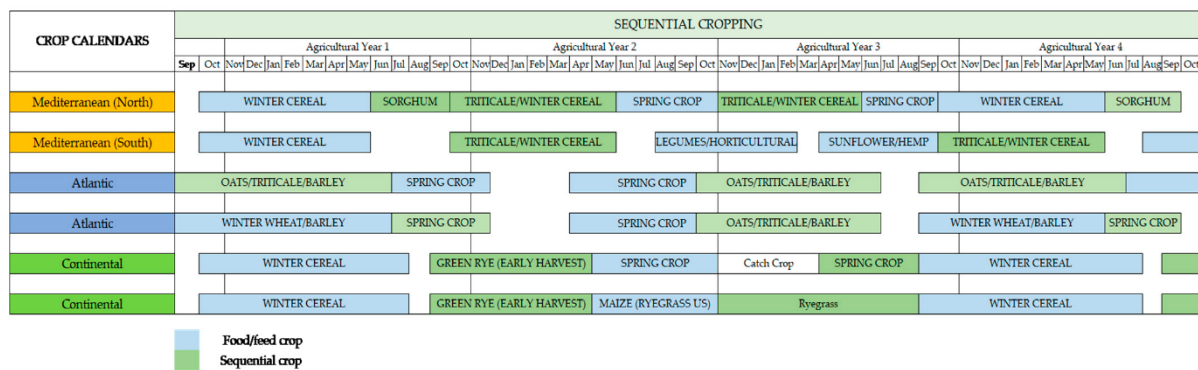 SEQUENTIAL CROPPING
CROP CALENDARS
Agricultural Year 1 Agricultural Year 2 Agricultural Year 3 Agricultural Year 4
Sep Oct Nov Dec Jan Feb Mar Apr May Jun Jul Aug Sep Oct Nov Dec Jan Feb Mar Apr May Jun Jul Aug Sep Oct Nov Dec Jan Feb Mar Apr May Jun Jul Aug Sep Oct Nov Dec Jan Feb Mar Apr May Jun Jul Aug Sep Oct
Mediterranean (North) WINTER CEREAL SORGHUM TRITICALE/WINTER CEREAL SPRING CROP TRITICALE/WINTER CEREAL SPRING CROP WINTER CEREAL SORGHUM
Mediterranean (South) WINTER CEREAL TRITICALE/WINTER CEREAL LEGUMES/HORTICULTURAL SUNFLOWER/HEMP TRITICALE/WINTER CEREAL
Atlantic OATS/TRITICALE/BARLEY SPRING CROP SPRING CROP OATS/TRITICALE/BARLEY OATS/TRITICALE/BARLEY
Atlantic WINTER WHEAT/BARLEY SPRING CROP SPRING CROP OATS/TRITICALE/BARLEY WINTER WHEAT/BARLEY SPRING CROP
Continental WINTER CEREAL GREEN RYE (EARLY HARVEST) SPRING CROP Catch Crop SPRING CROP WINTER CEREAL
Continental WINTER CEREAL GREEN RYE (EARLY HARVEST) MAIZE (RYEGRASS US) Ryegrass WINTER CEREAL
Food/feed crop
Sequential crop